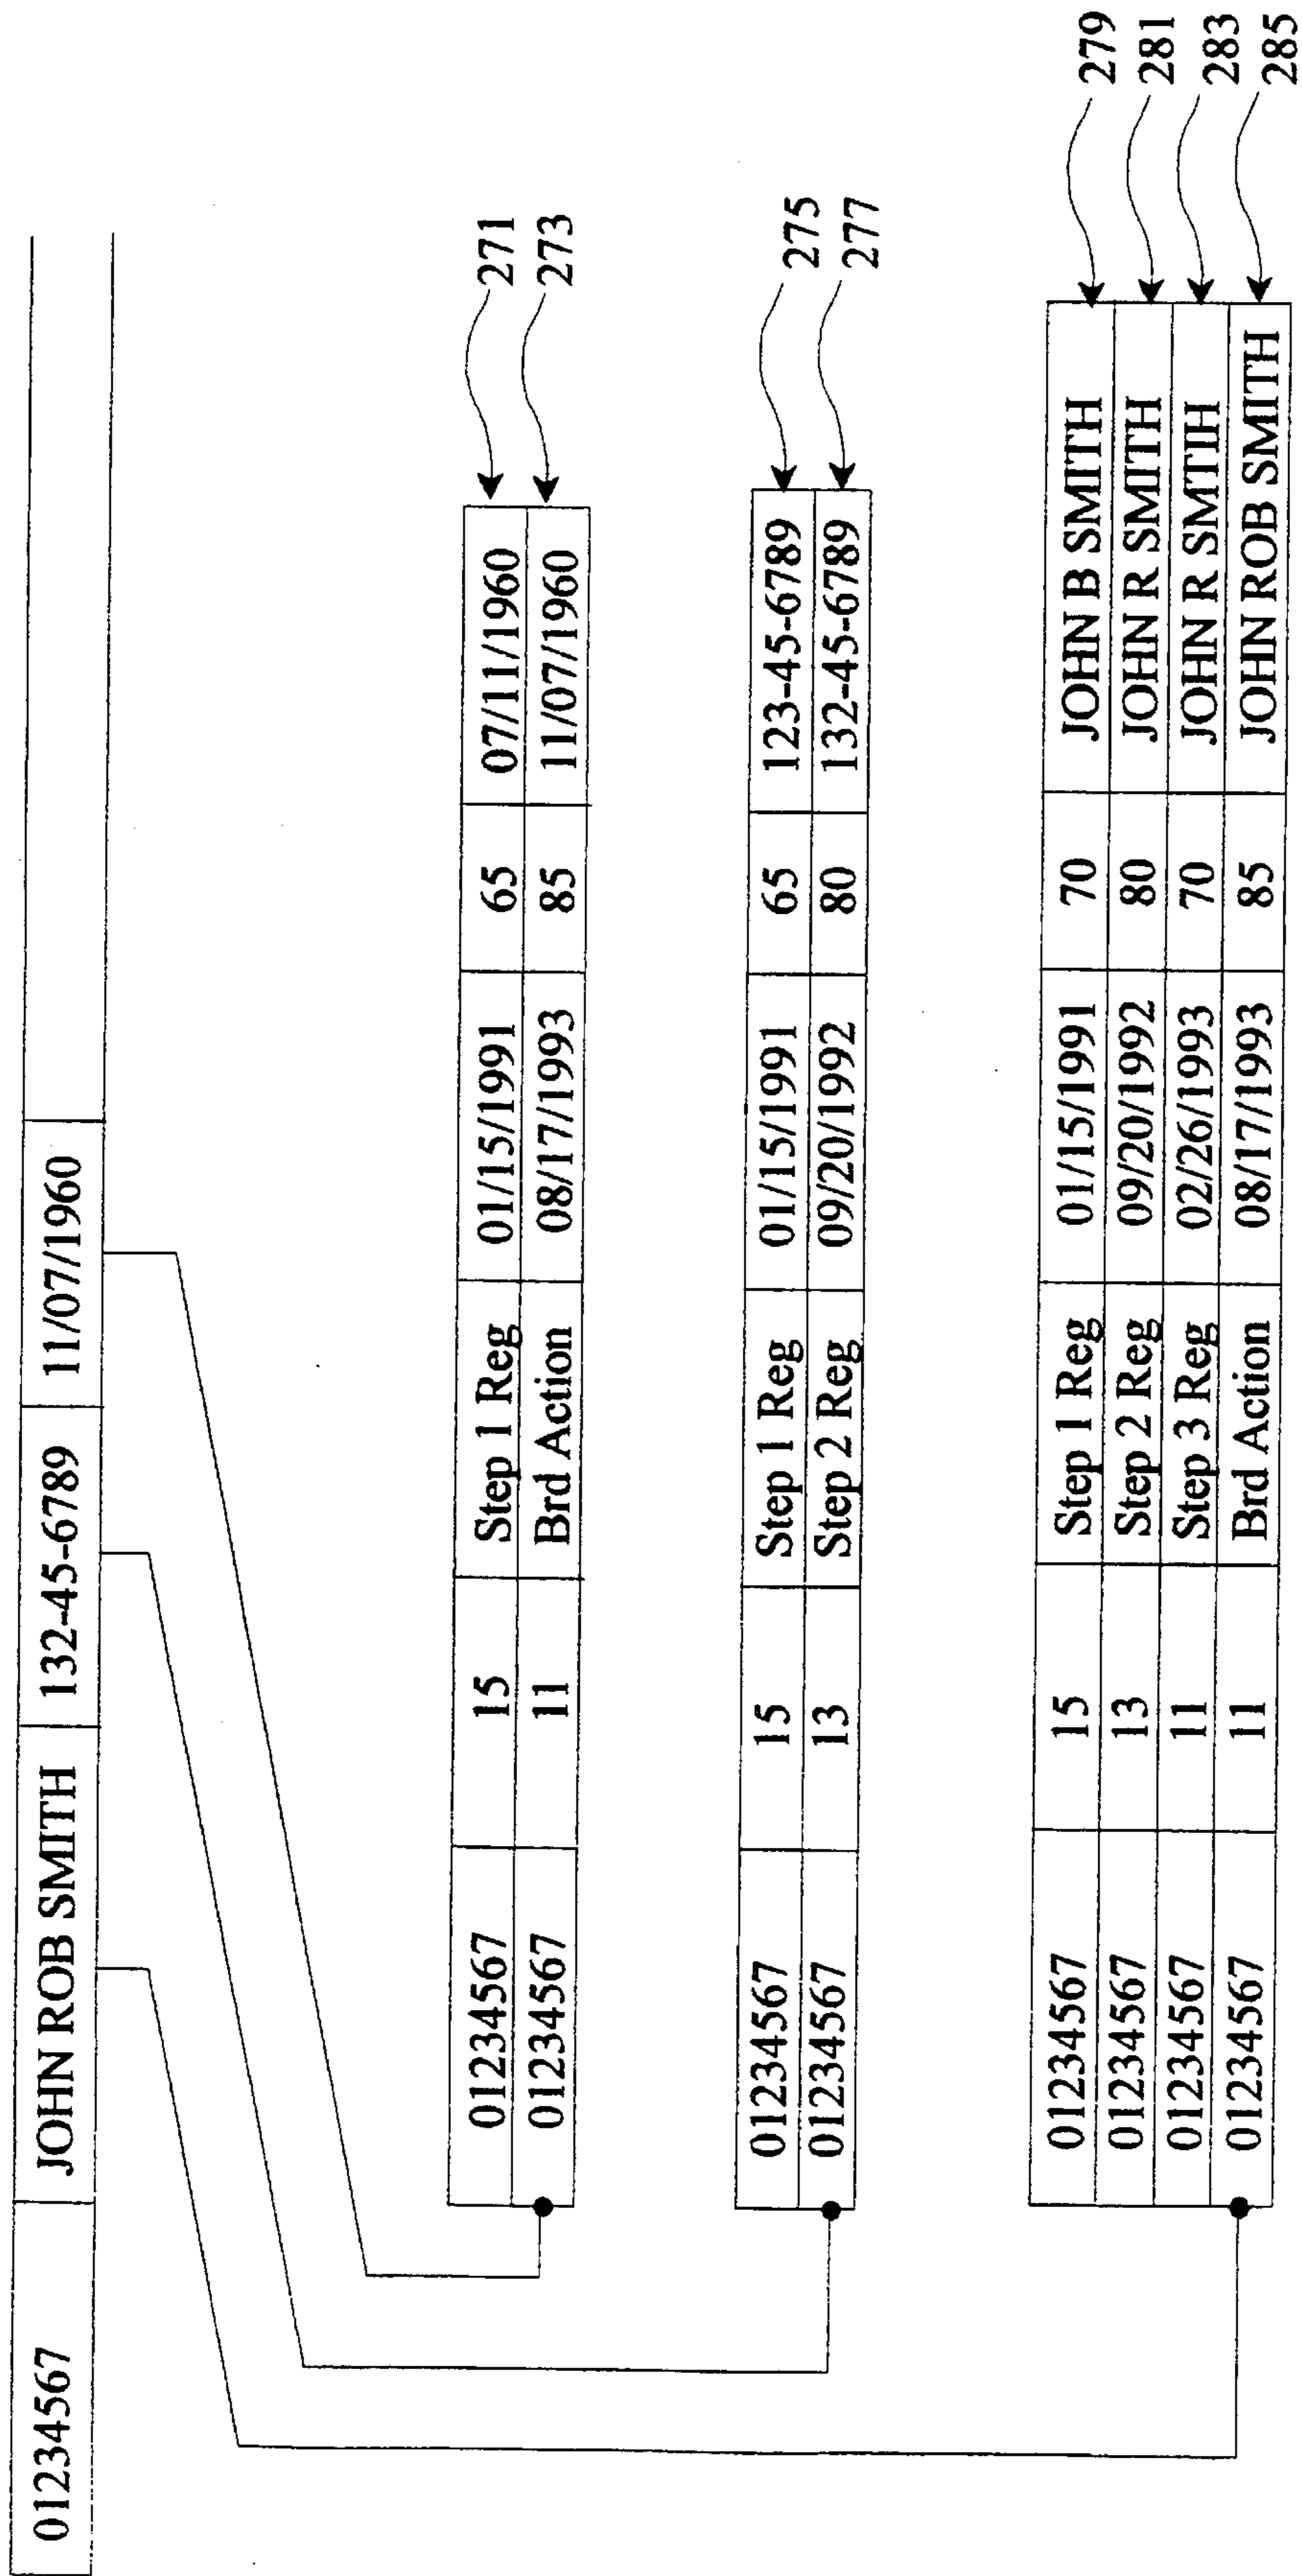 01234567 JOHN ROB SMITH 132-45-6789 11/07/1960
01234567 15 Step 1 Reg 01/15/1991 65 07/11/1960 271
01234567 11 Brd Action 08/17/1993 85 11/07/1960 273
01234567 15 Step 1 Reg 01/15/1991 65 123-45-6789 275
01234567 13 Step 2 Reg 09/20/1992 80 132-45-6789 277
01234567 15 Step 1 Reg 01/15/1991 70 JOHN B SMITH 279
01234567 13 Step 2 Reg 09/20/1992 80 JOHN R SMITH 281
01234567 11 Step 3 Reg 02/26/1993 70 JOHN R SMTIH 283
01234567 11 Brd Action 08/17/1993 85 JOHN ROB SMITH 285